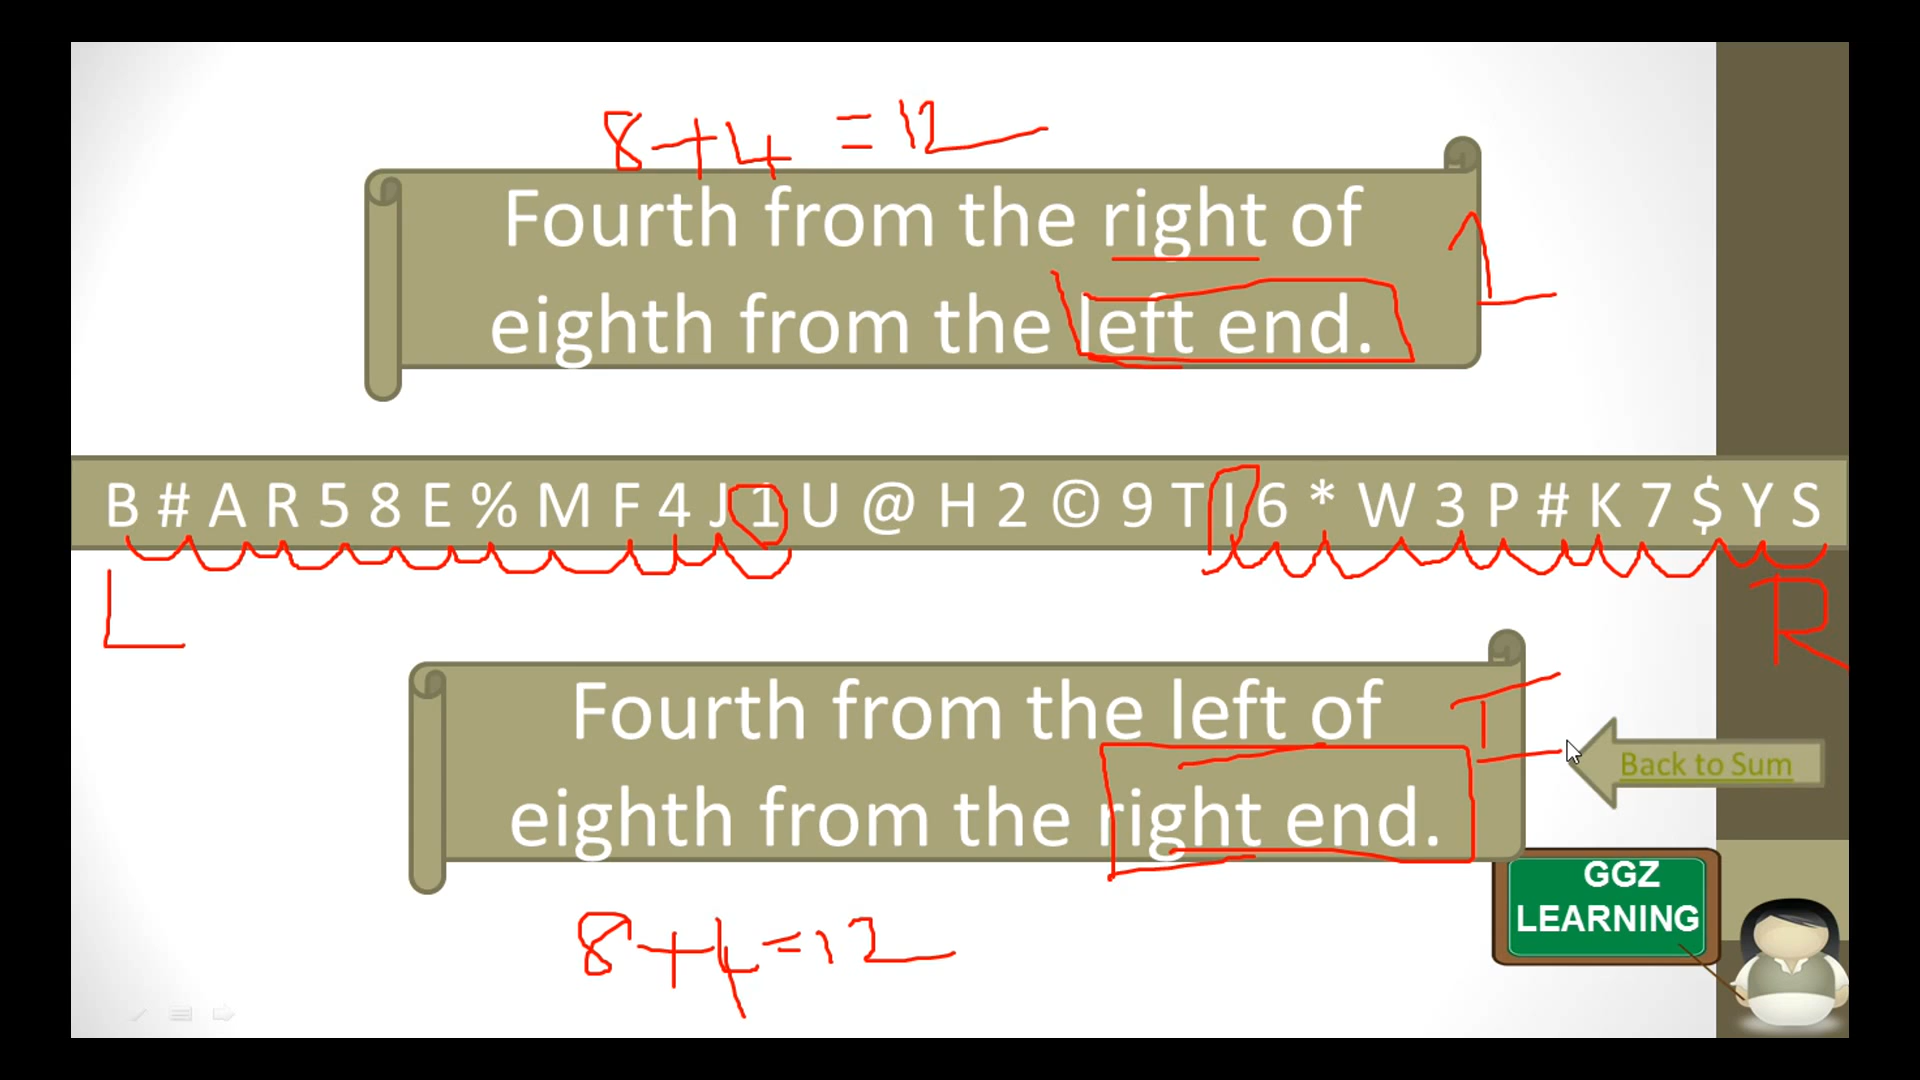 8+4 = 12
Fourth from the right of
eighth from the left end.
1
B # A R 5 8 E % M F 4 J 1 U @ H 2 © 9 T I 6 * W 3 P # K 7 $ Y S
L
R
Fourth from the left of
eighth from the right end.
I
Back to Sum
GGZ
LEARNING
8+4=12